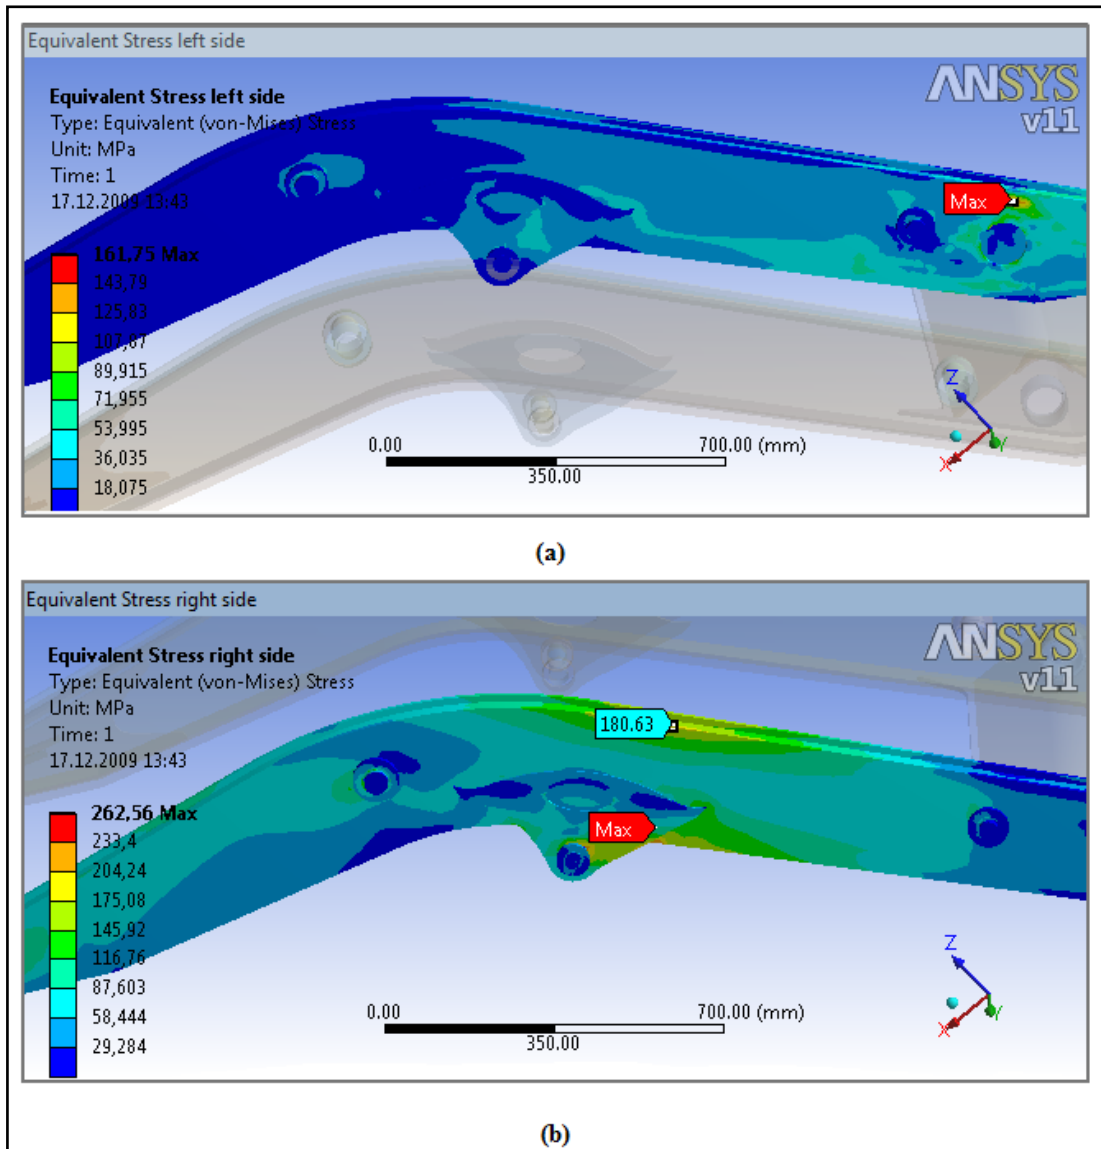 Equivalent Stress left side
ANSYS
v11
Equivalent Stress left side
Type: Equivalent (von-Mises) Stress
Unit: MPa
Time: 1
17.12.2009 13:43
Max
161,75 Max
143,79
125,83
107,87
89,915
71,955
53,995
36,035
18,075
Z
X
Y
0.00
700.00 (mm)
350.00
(a)
Equivalent Stress right side
ANSYS
v11
Equivalent Stress right side
Type: Equivalent (von-Mises) Stress
Unit: MPa
Time: 1
17.12.2009 13:43
180.63
Max
262,56 Max
233,4
204,24
175,08
145,92
116,76
87,603
58,444
29,284
Z
X
Y
0.00
700.00 (mm)
350.00
(b)